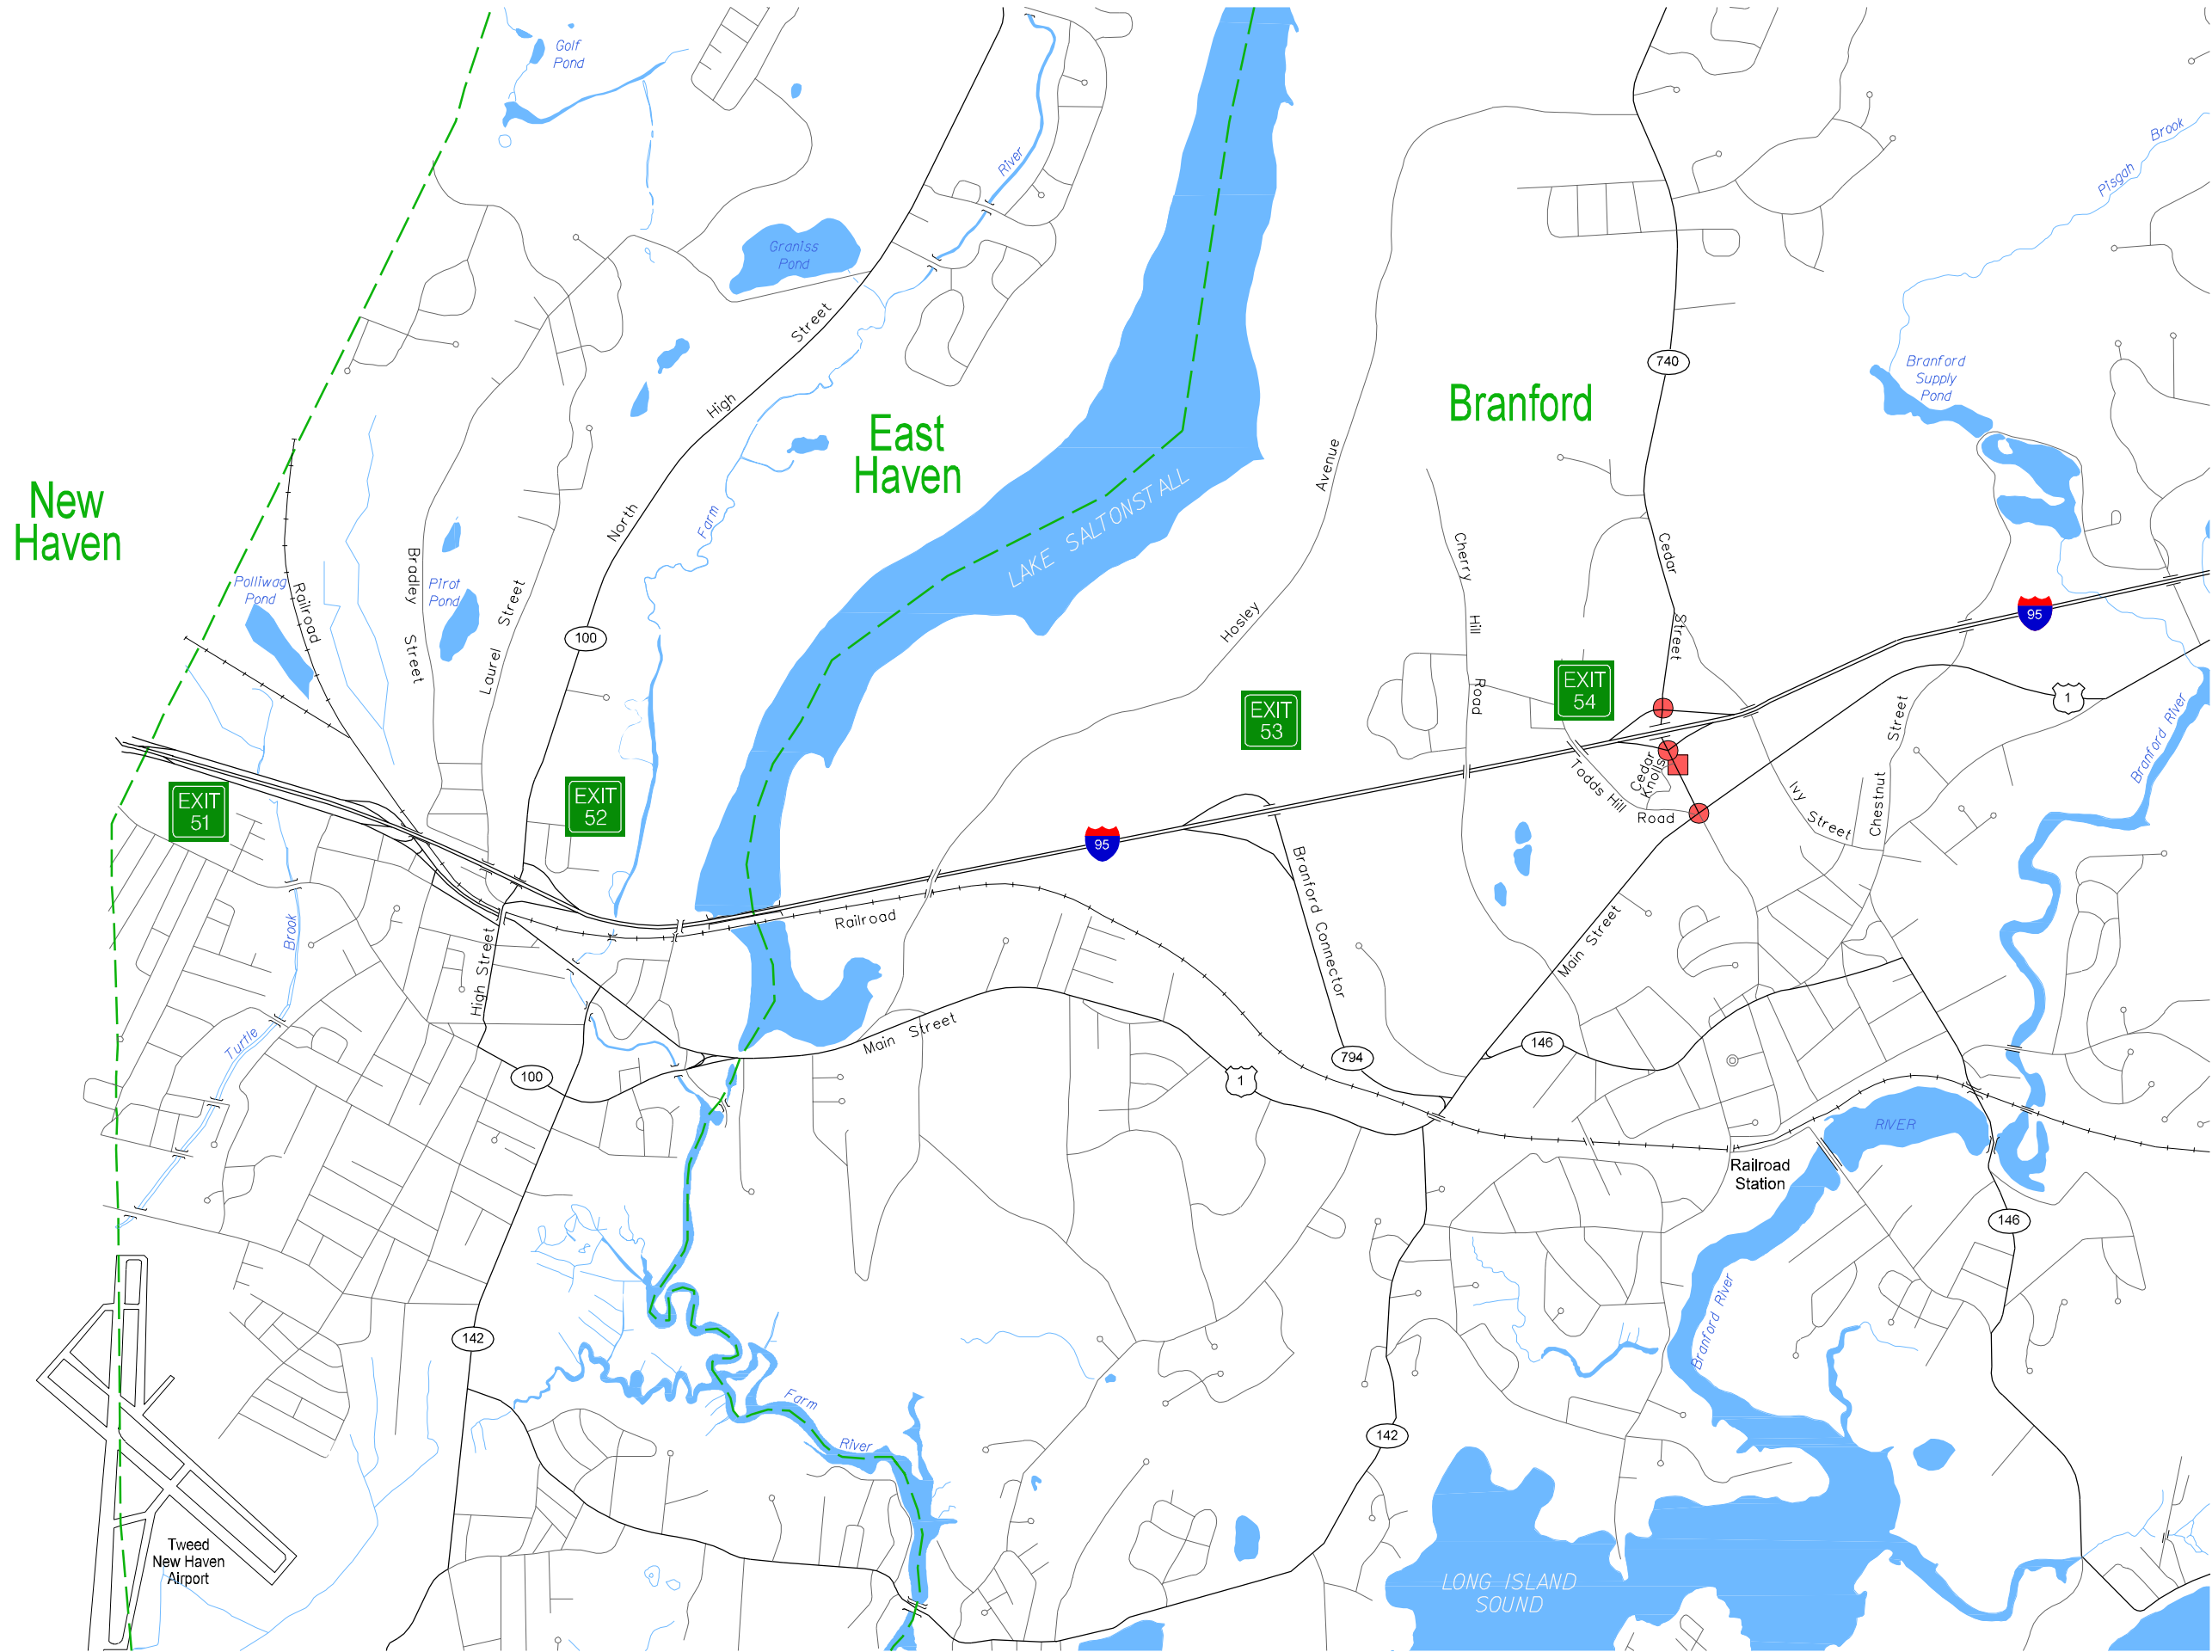 Golf
Pond
River
Pisgah
Brook
Graniss
Pond
Street
High
North
740
Branford
Supply
Pond
Branford
East
Haven
New
Haven
Avenue
Hosley
LAKE SALTONSTALL
Farm
Cherry
Hill
Road
Cedar
Street
Polliwag
Pond
Railroad
Bradley
Street
Pirot
Pond
Laurel
Street
100
95
EXIT
54
EXIT
53
EXIT
52
EXIT
51
1
Branford River
Cedar
Knolls
Todds Hill
Road
Ivy
Street
Chestnut
Street
95
Railroad
Branford Connector
Main Street
Brook
High Street
Turtle
Main Street
146
794
1
100
RIVER
Railroad
Station
146
142
Branford River
Farm
River
142
Tweed
New Haven
Airport
LONG ISLAND
SOUND